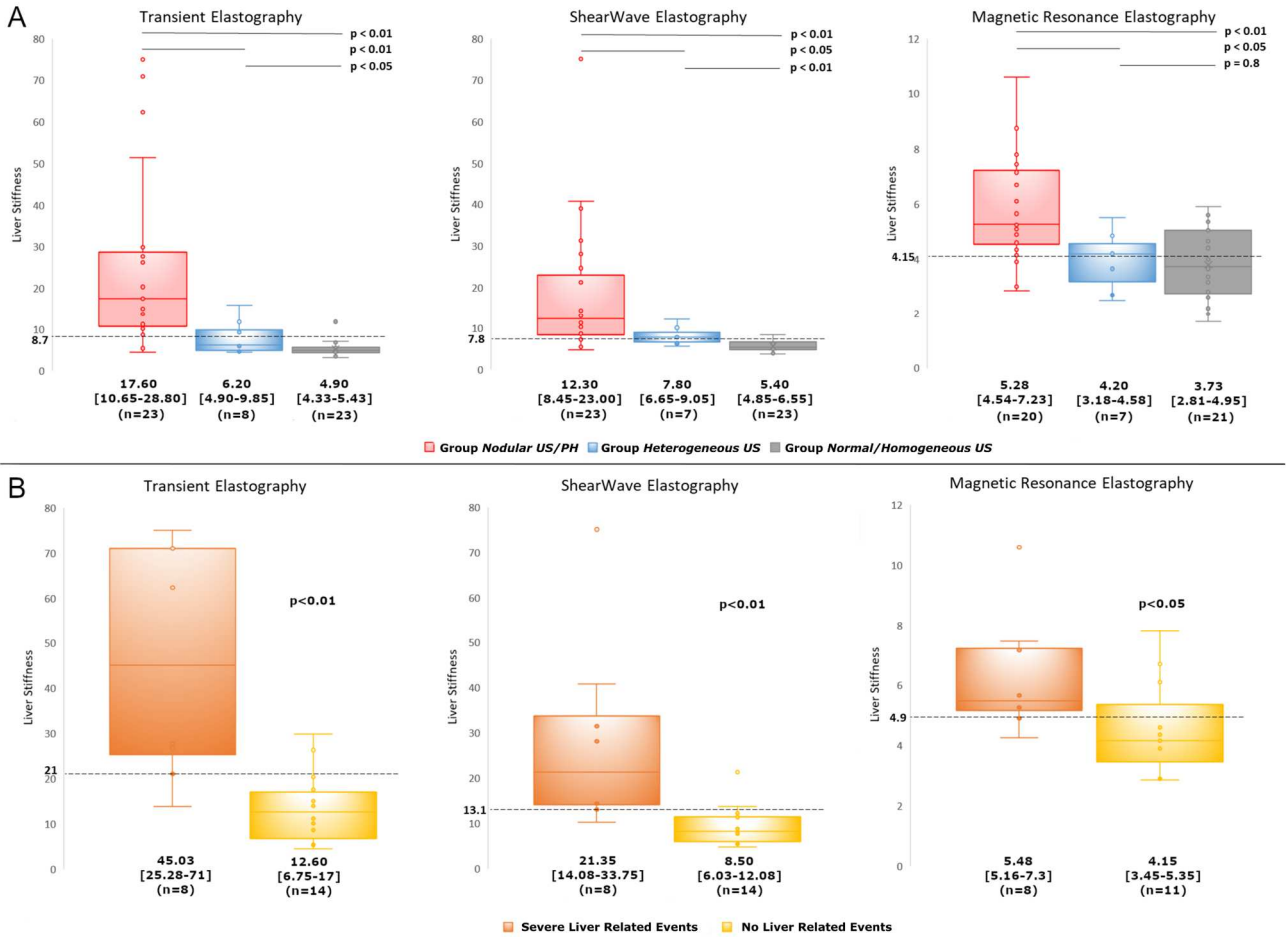 A
Transient Elastography
80
70
60
50
40
30
20
10
0
8.7
Liver Stiffness
p < 0.01
p < 0.01
p < 0.05
17.60
[10.65-28.80]
(n=23)
6.20
[4.90-9.85]
(n=8)
4.90
[4.33-5.43]
(n=23)
ShearWave Elastography
80
70
60
50
40
30
20
10
0
7.8
Liver Stiffness
p < 0.01
p < 0.05
p < 0.01
12.30
[8.45-23.00]
(n=23)
7.80
[6.65-9.05]
(n=7)
5.40
[4.85-6.55]
(n=23)
Magnetic Resonance Elastography
12
10
8
6
4
2
0
4.15
Liver Stiffness
p < 0.01
p < 0.05
p = 0.8
5.28
[4.54-7.23]
(n=20)
4.20
[3.18-4.58]
(n=7)
3.73
[2.81-4.95]
(n=21)
Group Nodular US/PH Group Heterogeneous US Group Normal/Homogeneous US
B
Transient Elastography
80
70
60
50
40
30
20
10
0
21
Liver Stiffness
p<0.01
45.03
[25.28-71]
(n=8)
12.60
[6.75-17]
(n=14)
ShearWave Elastography
80
70
60
50
40
30
20
10
0
13.1
Liver Stiffness
p<0.01
21.35
[14.08-33.75]
(n=8)
8.50
[6.03-12.08]
(n=14)
Magnetic Resonance Elastography
12
10
8
6
4
2
0
4.9
Liver Stiffness
p<0.05
5.48
[5.16-7.3]
(n=8)
4.15
[3.45-5.35]
(n=11)
Severe Liver Related Events No Liver Related Events